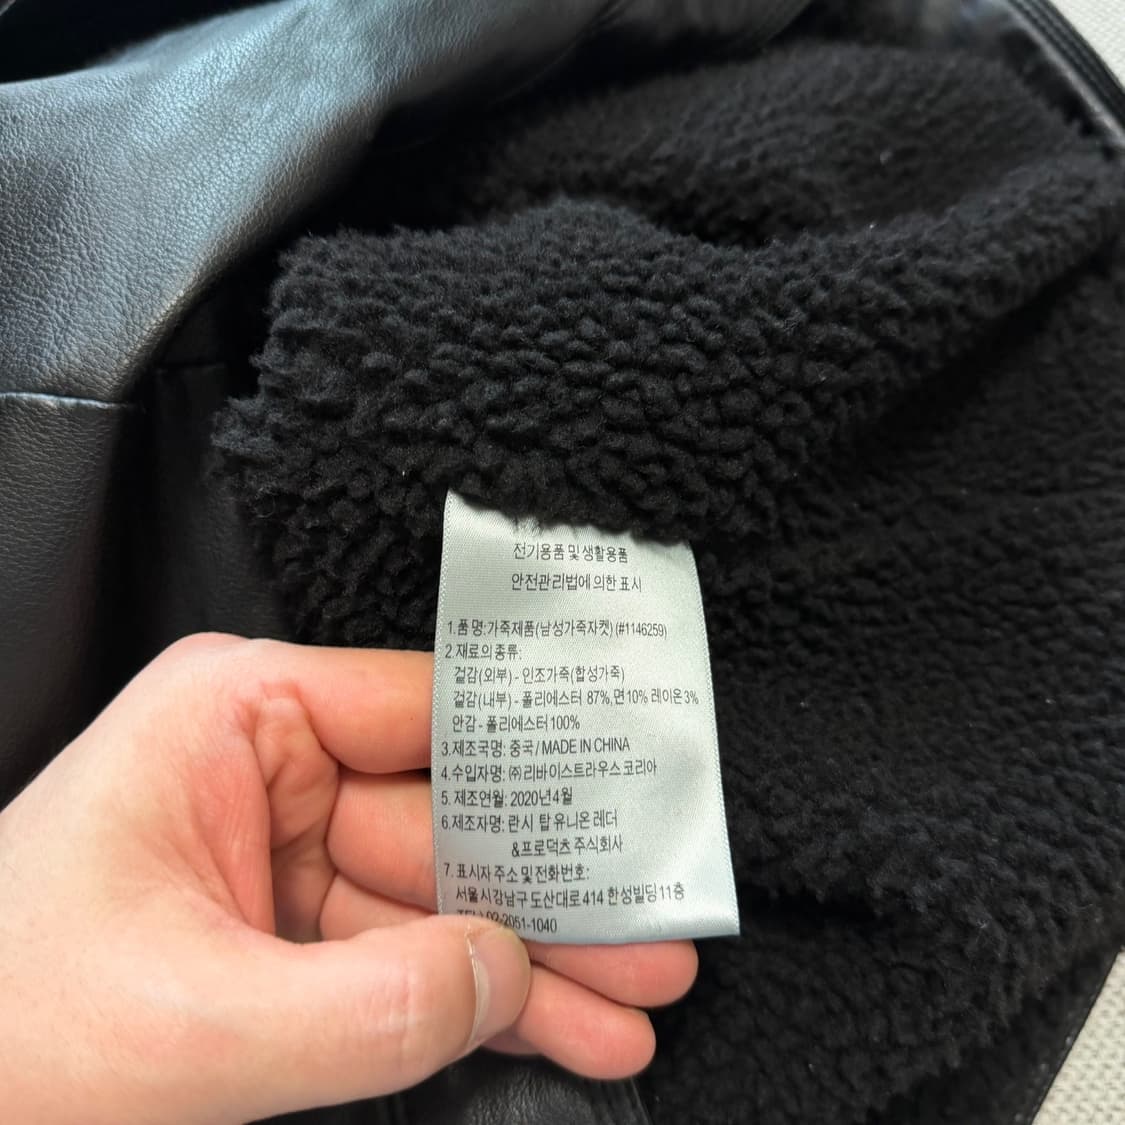 전기용품 및 생활용품
안전관리법에 의한 표시
1.품 명:가죽제품(남성가죽자켓) (#1146259)
2.재료의 종류:
겉감(외부) - 인조가죽(합성가죽)
겉감(내부) - 폴리에스터 87%,면10% 레이온 3%
안감 - 폴리에스터 100%
3.제조국명: 중국 / MADE IN CHINA
4.수입자명: ㈜리바이스트라우스 코리아
5. 제조연월: 2020년 4월
6.제조자명: 란시 탑 유니온 레더
&프로덕츠 주식회사
7. 표시자 주소 및 전화번호:
서울시 강남구 도산대로 414 한성빌딩 11층
TEL) 02-2051-1040